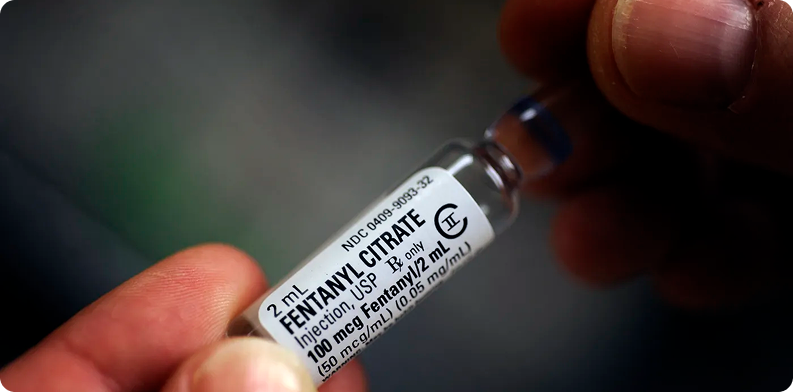 NDC 0409-9093-32
2 mL
FENTANYL CITRATE CII
Injection, USP ℞ only
100 mcg Fentanyl/2 mL
(50 mcg/mL) (0.05 mg/mL)